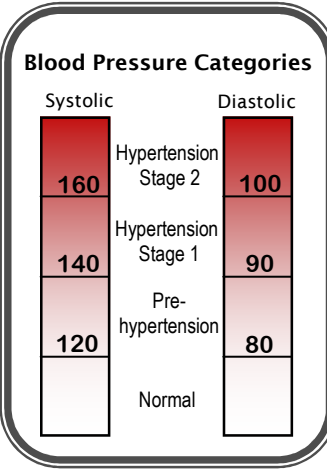 Blood Pressure Categories
Systolic
Diastolic
Hypertension
Stage 2
160
100
Hypertension
Stage 1
140
90
Pre-
hypertension
120
80
Normal